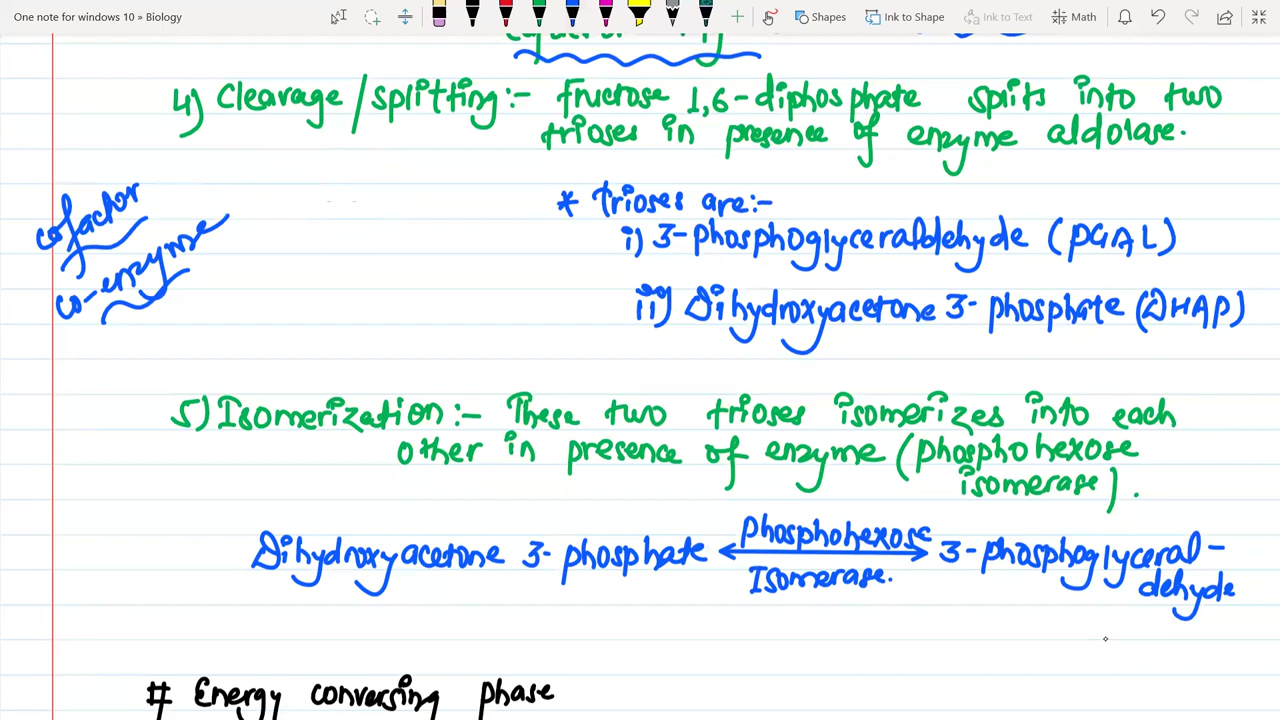 One note for windows 10 » Biology
Shapes
Ink to Shape
Ink to Text
Math
4) Clearage/splitting:- fructose 1,6-diphosphate splits into two
trioses in presence of enzyme aldolase.
cofactor
co-enzyme
* Trioses are:-
i) 3-phosphoglyceraldehyde (PGAL)
ii) Dihydroxyacetone 3-phosphate (DHAP)
5) Isomerization:- These two trioses isomerizes into each
other in presence of enzyme (phosphohexose
isomerase).
Dihydroxyacetone 3-phosphate Phosphohexose Isomerase. 3-phosphoglyceral-
dehyde
# Energy conversing phase